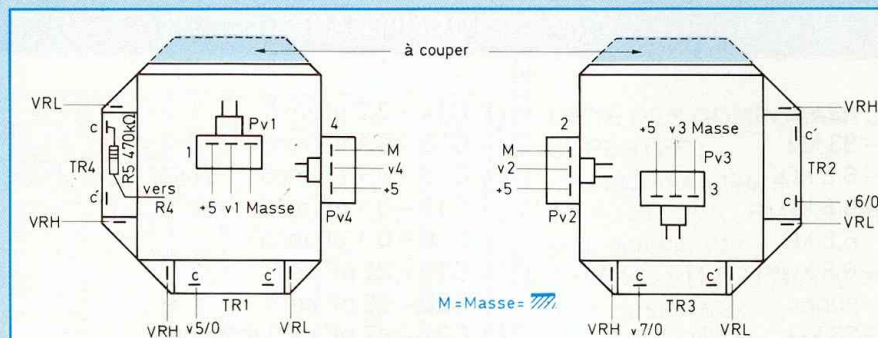 à couper
VRL
c
TR4
R5 470kΩ
c'
vers
R4
VRH
1
Pv1
+5 v1 Masse
4
M
v4
+5
Pv4
c c'
TR1
VRH v5/0 VRL
2
M
v2
+5
Pv2
+5 v3 Masse
Pv3
3
VRH
c'
TR2
c
v6/0
VRL
c c'
TR3
VRH v7/0 VRL
M=Masse=